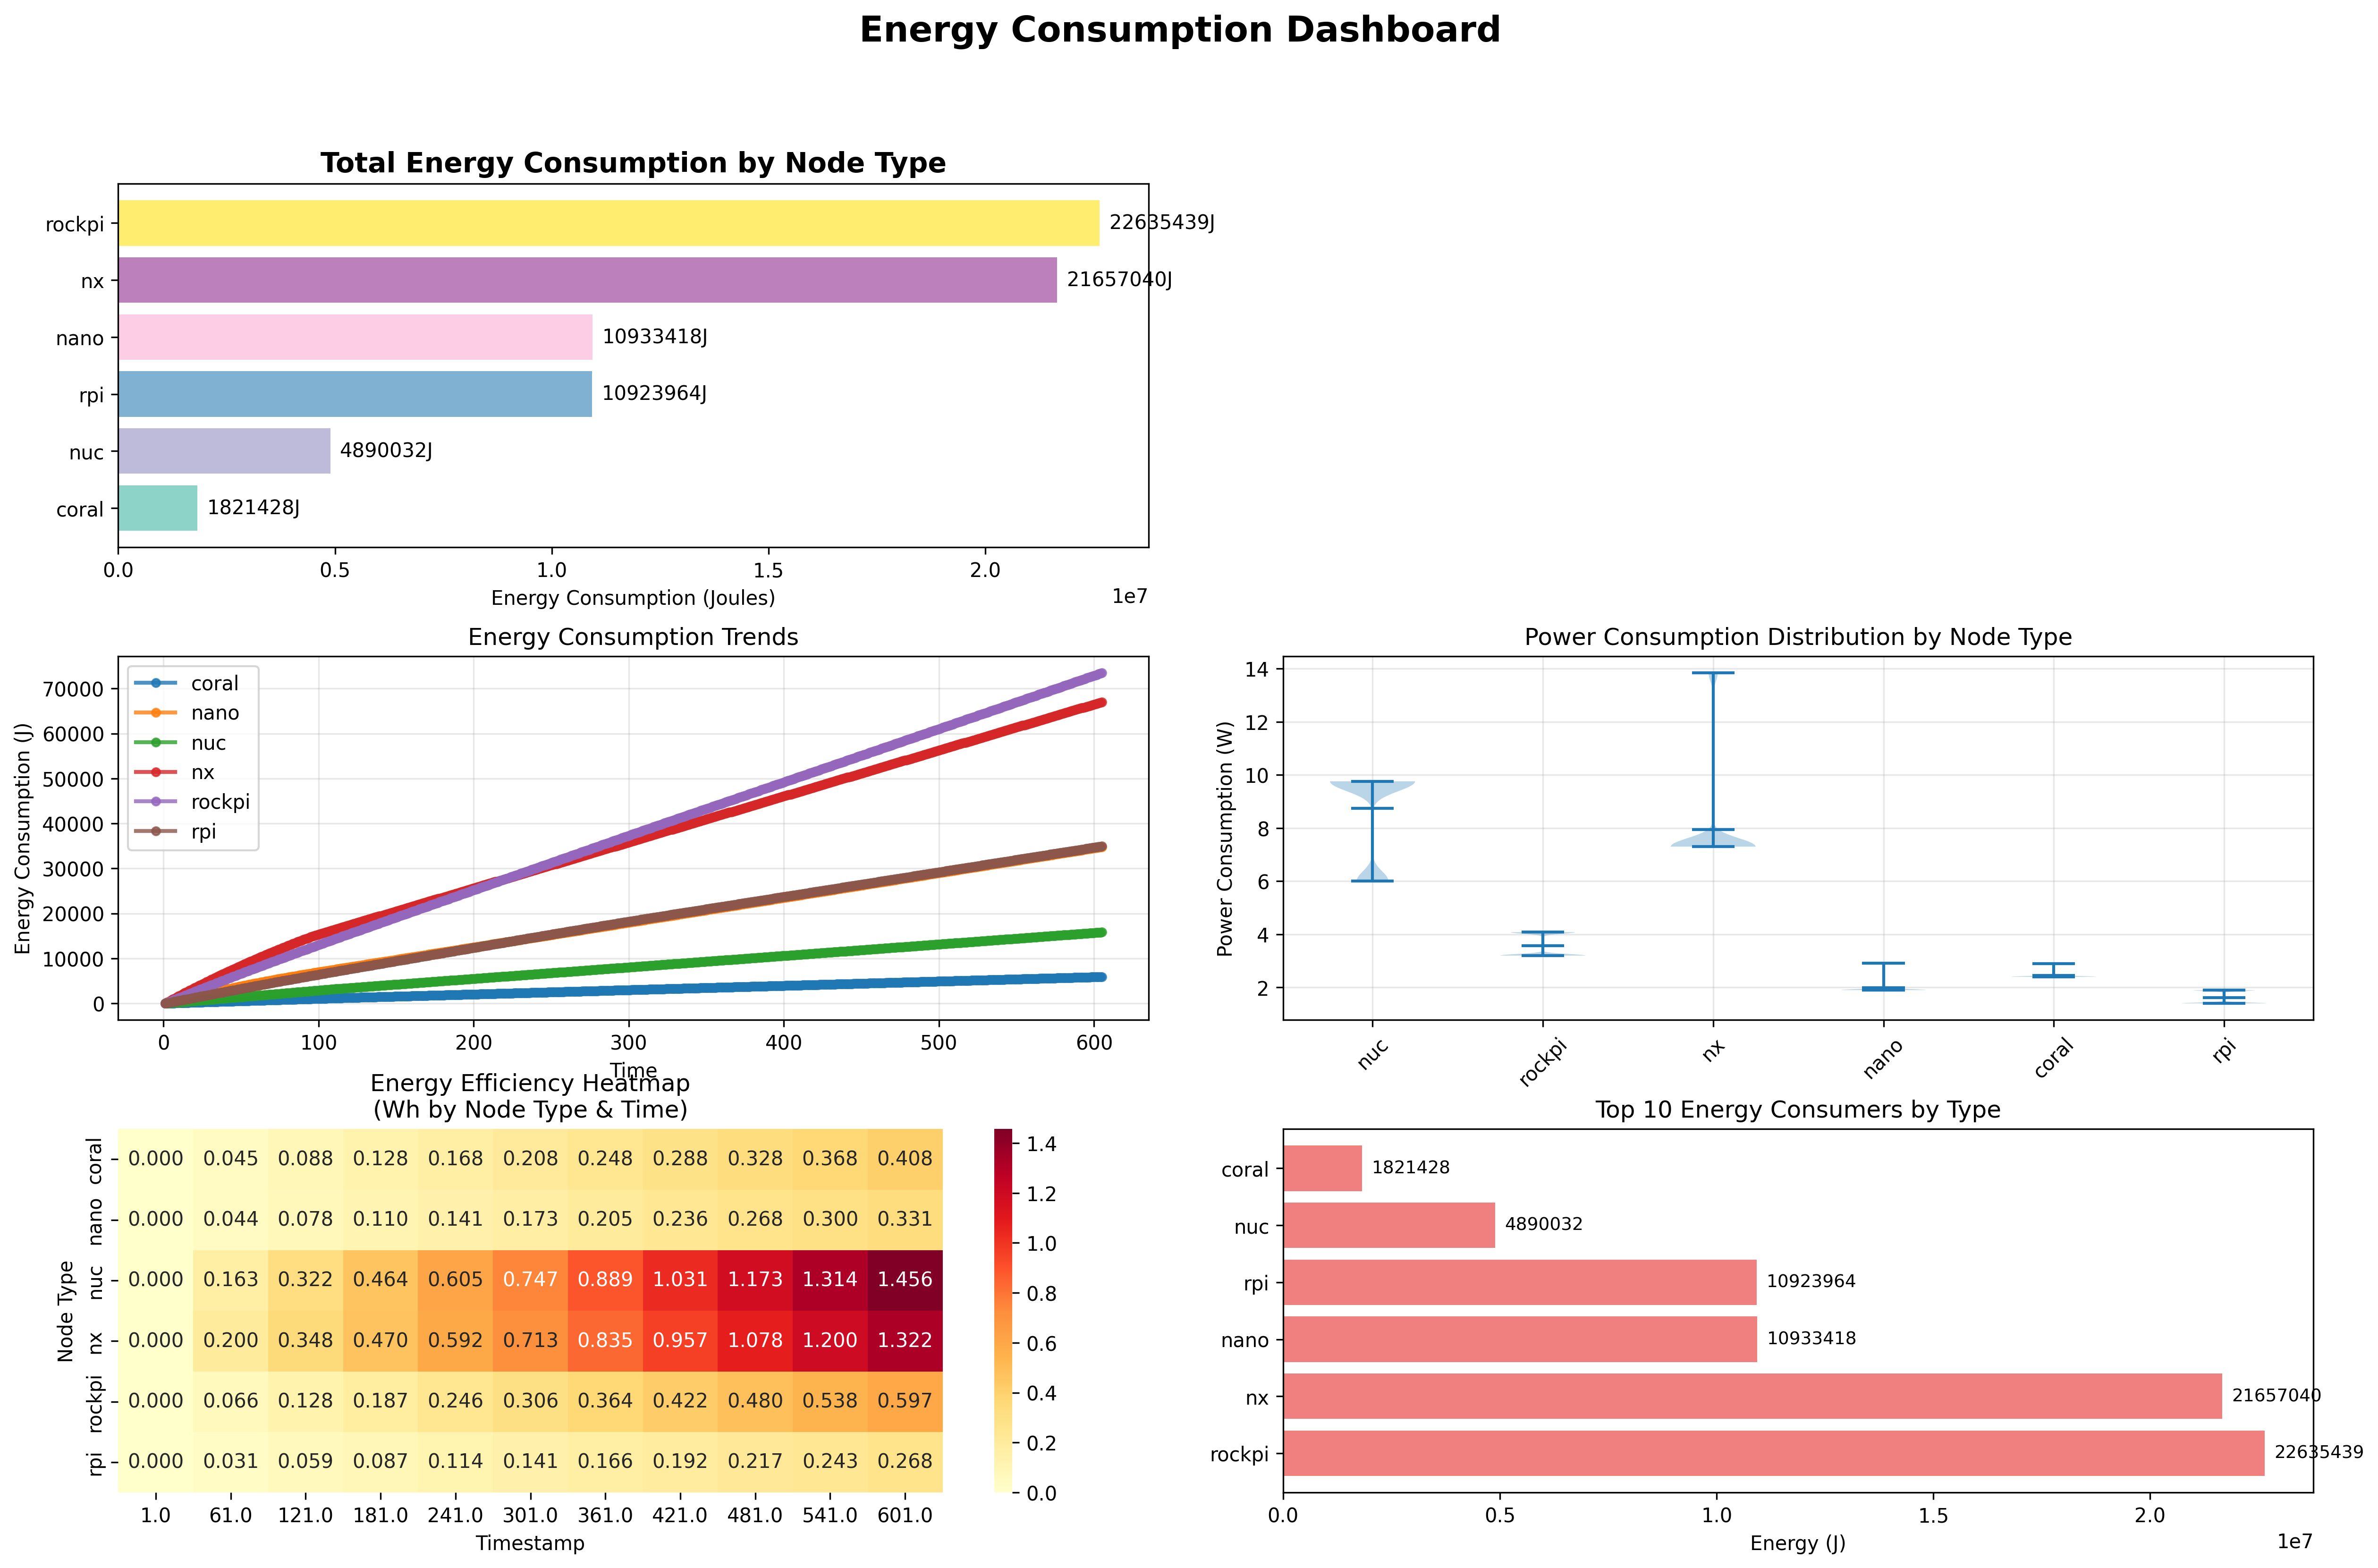 Energy Consumption Dashboard
Total Energy Consumption by Node Type
rockpi 22635439J
nx 21657040J
nano 10933418J
rpi 10923964J
nuc 4890032J
coral 1821428J
0.0 0.5 1.0 1.5 2.0
Energy Consumption (Joules) 1e7
Energy Consumption Trends
Energy Consumption (J)
70000
60000
50000
40000
30000
20000
10000
0
coral
nano
nuc
nx
rockpi
rpi
0 100 200 300 400 500 600
Time
Power Consumption Distribution by Node Type
Power Consumption (W)
14
12
10
8
6
4
2
nuc rockpi nx nano coral rpi
Energy Efficiency Heatmap
(Wh by Node Type & Time)
Node Type
coral 0.000 0.045 0.088 0.128 0.168 0.208 0.248 0.288 0.328 0.368 0.408
nano 0.000 0.044 0.078 0.110 0.141 0.173 0.205 0.236 0.268 0.300 0.331
nuc 0.000 0.163 0.322 0.464 0.605 0.747 0.889 1.031 1.173 1.314 1.456
nx 0.000 0.200 0.348 0.470 0.592 0.713 0.835 0.957 1.078 1.200 1.322
rockpi 0.000 0.066 0.128 0.187 0.246 0.306 0.364 0.422 0.480 0.538 0.597
rpi 0.000 0.031 0.059 0.087 0.114 0.141 0.166 0.192 0.217 0.243 0.268
1.0 61.0 121.0 181.0 241.0 301.0 361.0 421.0 481.0 541.0 601.0
Timestamp
1.4
1.2
1.0
0.8
0.6
0.4
0.2
0.0
Top 10 Energy Consumers by Type
coral 1821428
nuc 4890032
rpi 10923964
nano 10933418
nx 21657040
rockpi 22635439
0.0 0.5 1.0 1.5 2.0
Energy (J) 1e7